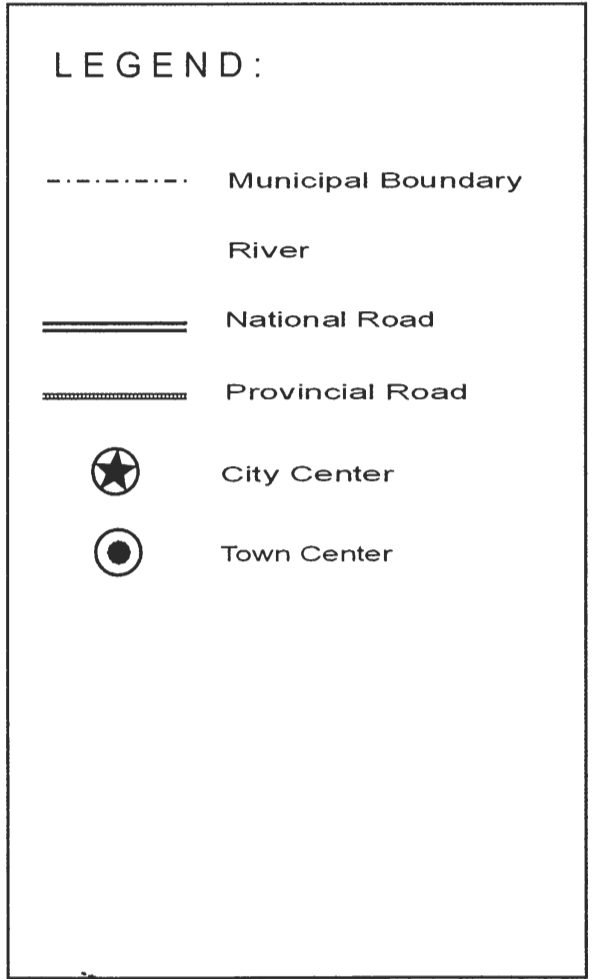 LEGEND:
Municipal Boundary
River
National Road
Provincial Road
City Center
Town Center